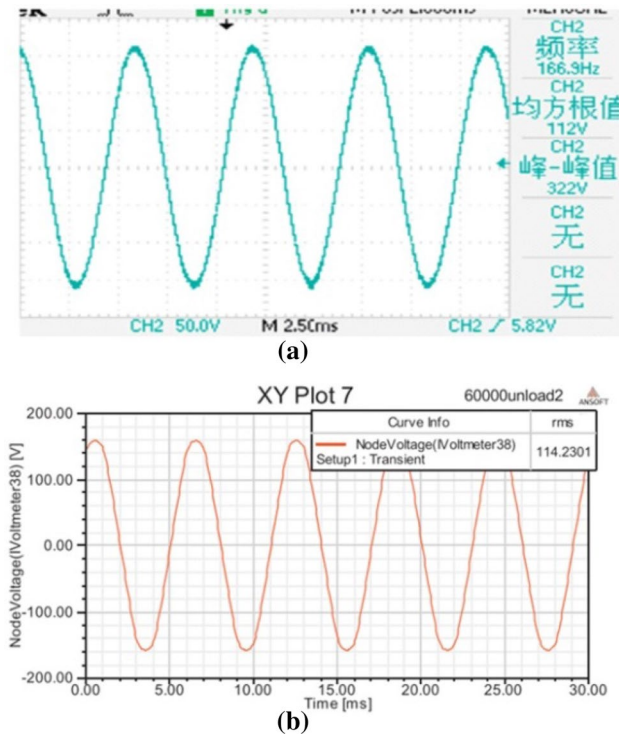 CH2
频率
166.9Hz
CH2
均方根值
112V
CH2
峰-峰值
322V
CH2
无
CH2
无
CH2 50.0V M 2.50ms CH2 5.82V
(a)
XY Plot 7
60000unload2
ANSOFT
Curve Info rms
NodeVoltage(IVoltmeter38)
Setup1 : Transient
114.2301
NodeVoltage(IVoltmeter38) [V]
200.00
100.00
0.00
-100.00
-200.00
0.00 5.00 10.00 15.00 20.00 25.00 30.00
Time [ms]
(b)